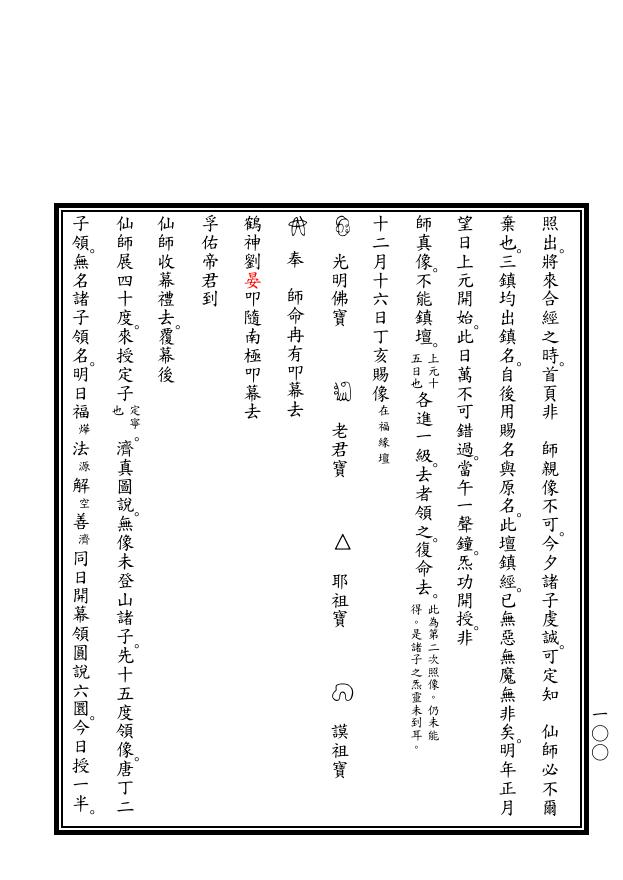 照出。將來合經之時。首頁非　師親像不可。今夕諸子虔誠。可定知　仙師必不爾
棄也。三鎮均出鎮名。自後用賜名與原名。此壇鎮經。已無惡無魔無非矣。明年正月
望日上元開始。此日萬不可錯過。當午一聲鐘。炁功開授。非
師真像。不能鎮壇。上元十五日也各進一級。去者領之。復命去。此為第二次照像。仍未能得。是諸子之炁靈未到耳。
十二月十六日丁亥賜像在福緣壇
光明佛寶　老君寶　△　耶祖寶　謨祖寶
奉　師命冉有叩幕去
鶴神劉晏叩隨南極叩幕去
孚佑帝君到
仙師收幕禮去。覆幕後
仙師展四十度。來授定子定寧也。濟真圖說。無像未登山諸子。先十五度領像。唐丁二
子領。無名諸子領名。明日福燁法源解空善濟同日開幕領圓說六圜。今日授一半。
一〇〇